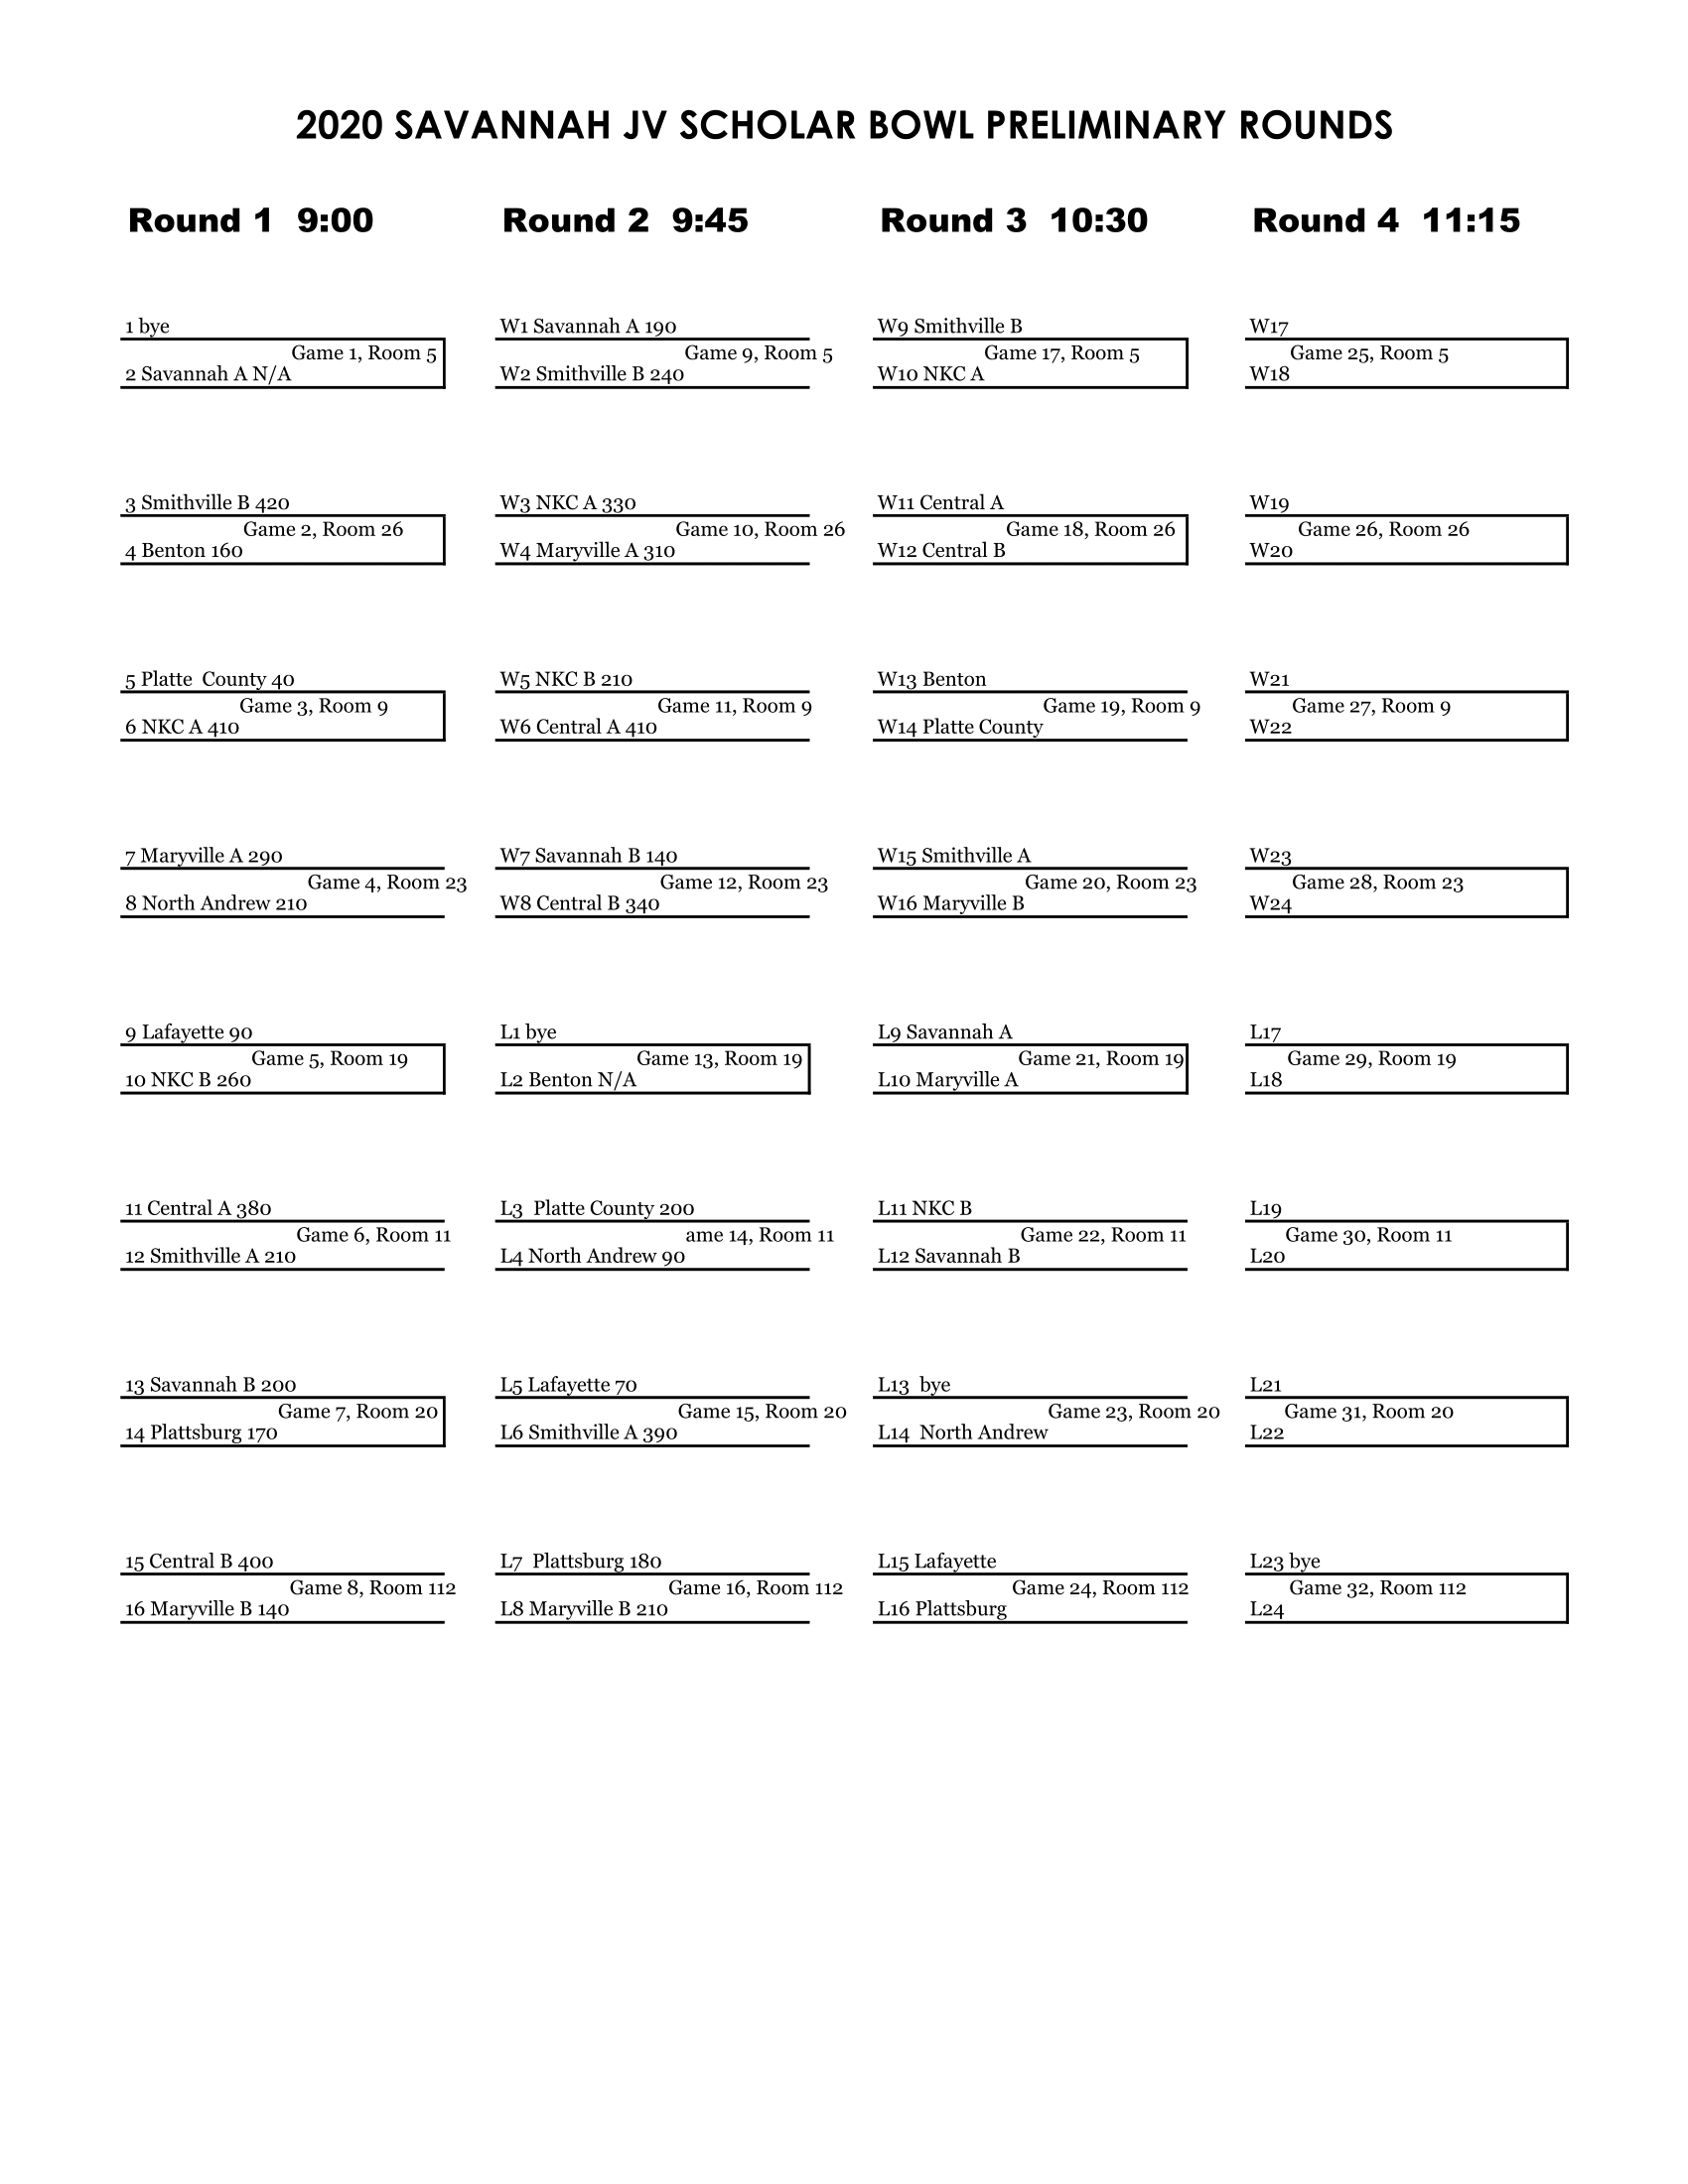 2020 SAVANNAH JV SCHOLAR BOWL PRELIMINARY ROUNDS
Round 1  9:00
Round 2  9:45
Round 3  10:30
Round 4  11:15
1 bye
Game 1, Room 5
2 Savannah A N/A
3 Smithville B 420
Game 2, Room 26
4 Benton 160
5 Platte  County 40
Game 3, Room 9
6 NKC A 410
7 Maryville A 290
Game 4, Room 23
8 North Andrew 210
9 Lafayette 90
Game 5, Room 19
10 NKC B 260
11 Central A 380
Game 6, Room 11
12 Smithville A 210
13 Savannah B 200
Game 7, Room 20
14 Plattsburg 170
15 Central B 400
Game 8, Room 112
16 Maryville B 140
W1 Savannah A 190
Game 9, Room 5
W2 Smithville B 240
W3 NKC A 330
Game 10, Room 26
W4 Maryville A 310
W5 NKC B 210
Game 11, Room 9
W6 Central A 410
W7 Savannah B 140
Game 12, Room 23
W8 Central B 340
L1 bye
Game 13, Room 19
L2 Benton N/A
L3  Platte County 200
ame 14, Room 11
L4 North Andrew 90
L5 Lafayette 70
Game 15, Room 20
L6 Smithville A 390
L7  Plattsburg 180
Game 16, Room 112
L8 Maryville B 210
W9 Smithville B
Game 17, Room 5
W10 NKC A
W11 Central A
Game 18, Room 26
W12 Central B
W13 Benton
Game 19, Room 9
W14 Platte County
W15 Smithville A
Game 20, Room 23
W16 Maryville B
L9 Savannah A
Game 21, Room 19
L10 Maryville A
L11 NKC B
Game 22, Room 11
L12 Savannah B
L13  bye
Game 23, Room 20
L14  North Andrew
L15 Lafayette
Game 24, Room 112
L16 Plattsburg
W17
Game 25, Room 5
W18
W19
Game 26, Room 26
W20
W21
Game 27, Room 9
W22
W23
Game 28, Room 23
W24
L17
Game 29, Room 19
L18
L19
Game 30, Room 11
L20
L21
Game 31, Room 20
L22
L23 bye
Game 32, Room 112
L24